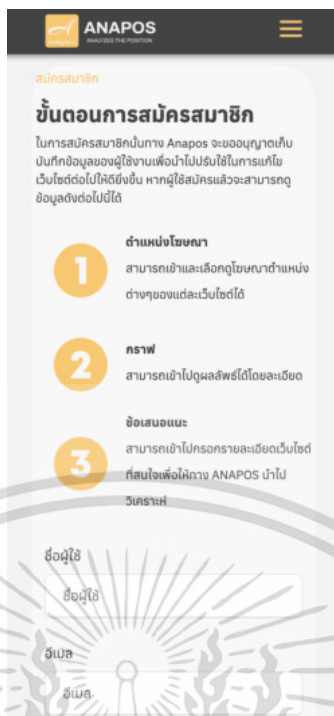 ANAPOS
ANALYZES THE POSITION
สมัครสมาชิก
ขั้นตอนการสมัครสมาชิก
ในการสมัครสมาชิกนั้นทาง Anapos จะขออนุญาตเก็บ
บันทึกข้อมูลของผู้ใช้งานเพื่อนำไปปรับใช้ในการแก้ไข
เว็บไซต์ต่อไปให้ดียิ่งขึ้น หากผู้ใช้สมัครแล้วจะสามารถดู
ข้อมูลดังต่อไปนี้ได้
ตำแหน่งโฆษณา
1
สามารถเข้าและเลือกดูโฆษณาตำแหน่ง
ต่างๆของแต่ละเว็บไซต์ได้
กราฟ
2
สามารถเข้าไปดูผลลัพธ์ได้โดยละเอียด
ข้อเสนอแนะ
สามารถเข้าไปกรอกรายละเอียดเว็บไซต์
3
ที่สนใจเพื่อให้ทาง ANAPOS นำไป
วิเคราะห์
ชื่อผู้ใช้
ชื่อผู้ใช้
อีเมล
อีเมล